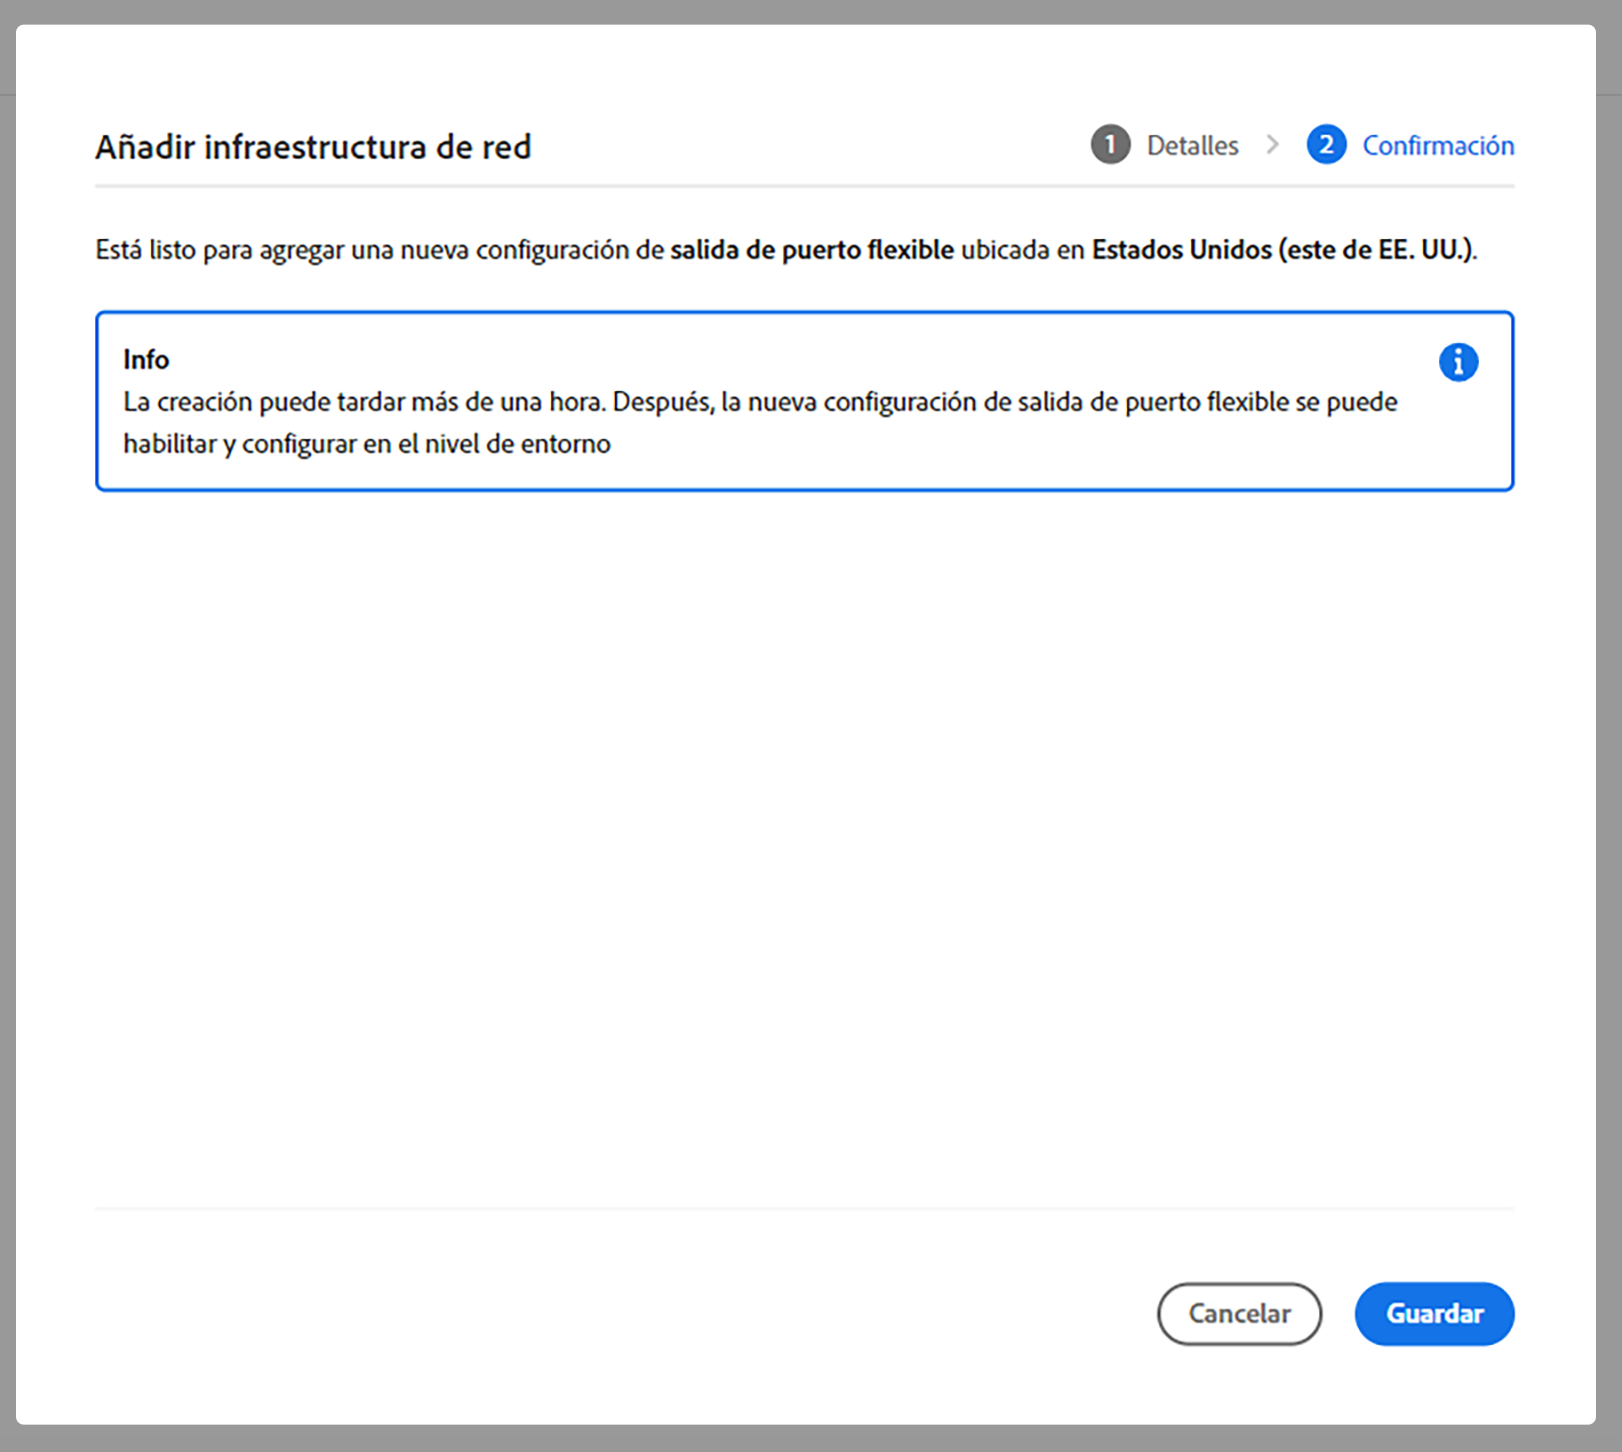 Añadir infraestructura de red
1 Detalles > 2 Confirmación
Está listo para agregar una nueva configuración de salida de puerto flexible ubicada en Estados Unidos (este de EE. UU.).
Info
La creación puede tardar más de una hora. Después, la nueva configuración de salida de puerto flexible se puede
habilitar y configurar en el nivel de entorno
Cancelar
Guardar